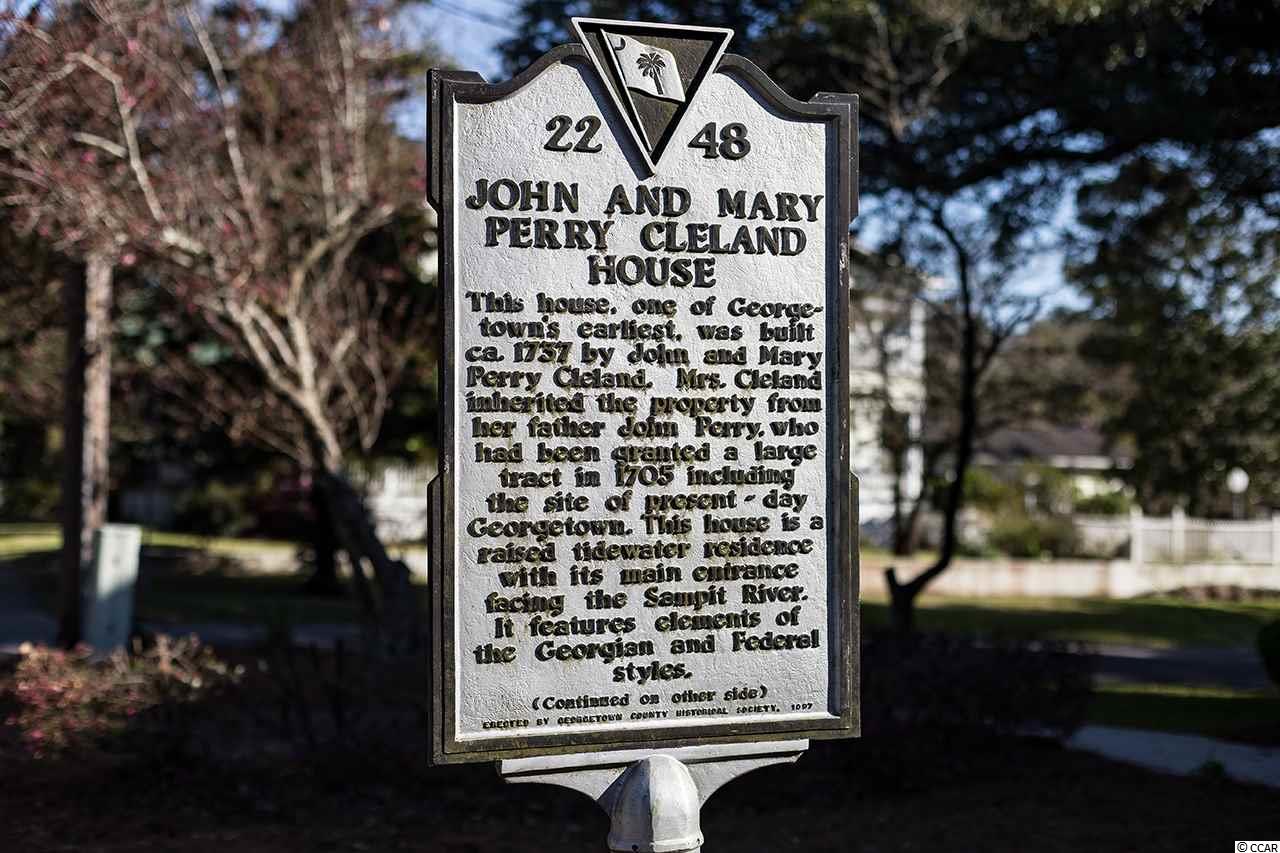 22 48
JOHN AND MARY
PERRY CLELAND
HOUSE
This house, one of George-
town's earliest, was built
ca. 1737 by John and Mary
Perry Cleland. Mrs. Cleland
inherited the property from
her father John Perry, who
had been granted a large
tract in 1705 including
the site of present-day
Georgetown. This house is a
raised tidewater residence
with its main entrance
facing the Sampit River.
It features elements of
the Georgian and Federal
styles.
(Continued on other side)
ERECTED BY GEORGETOWN COUNTY HISTORICAL SOCIETY, 1997
© CCAR